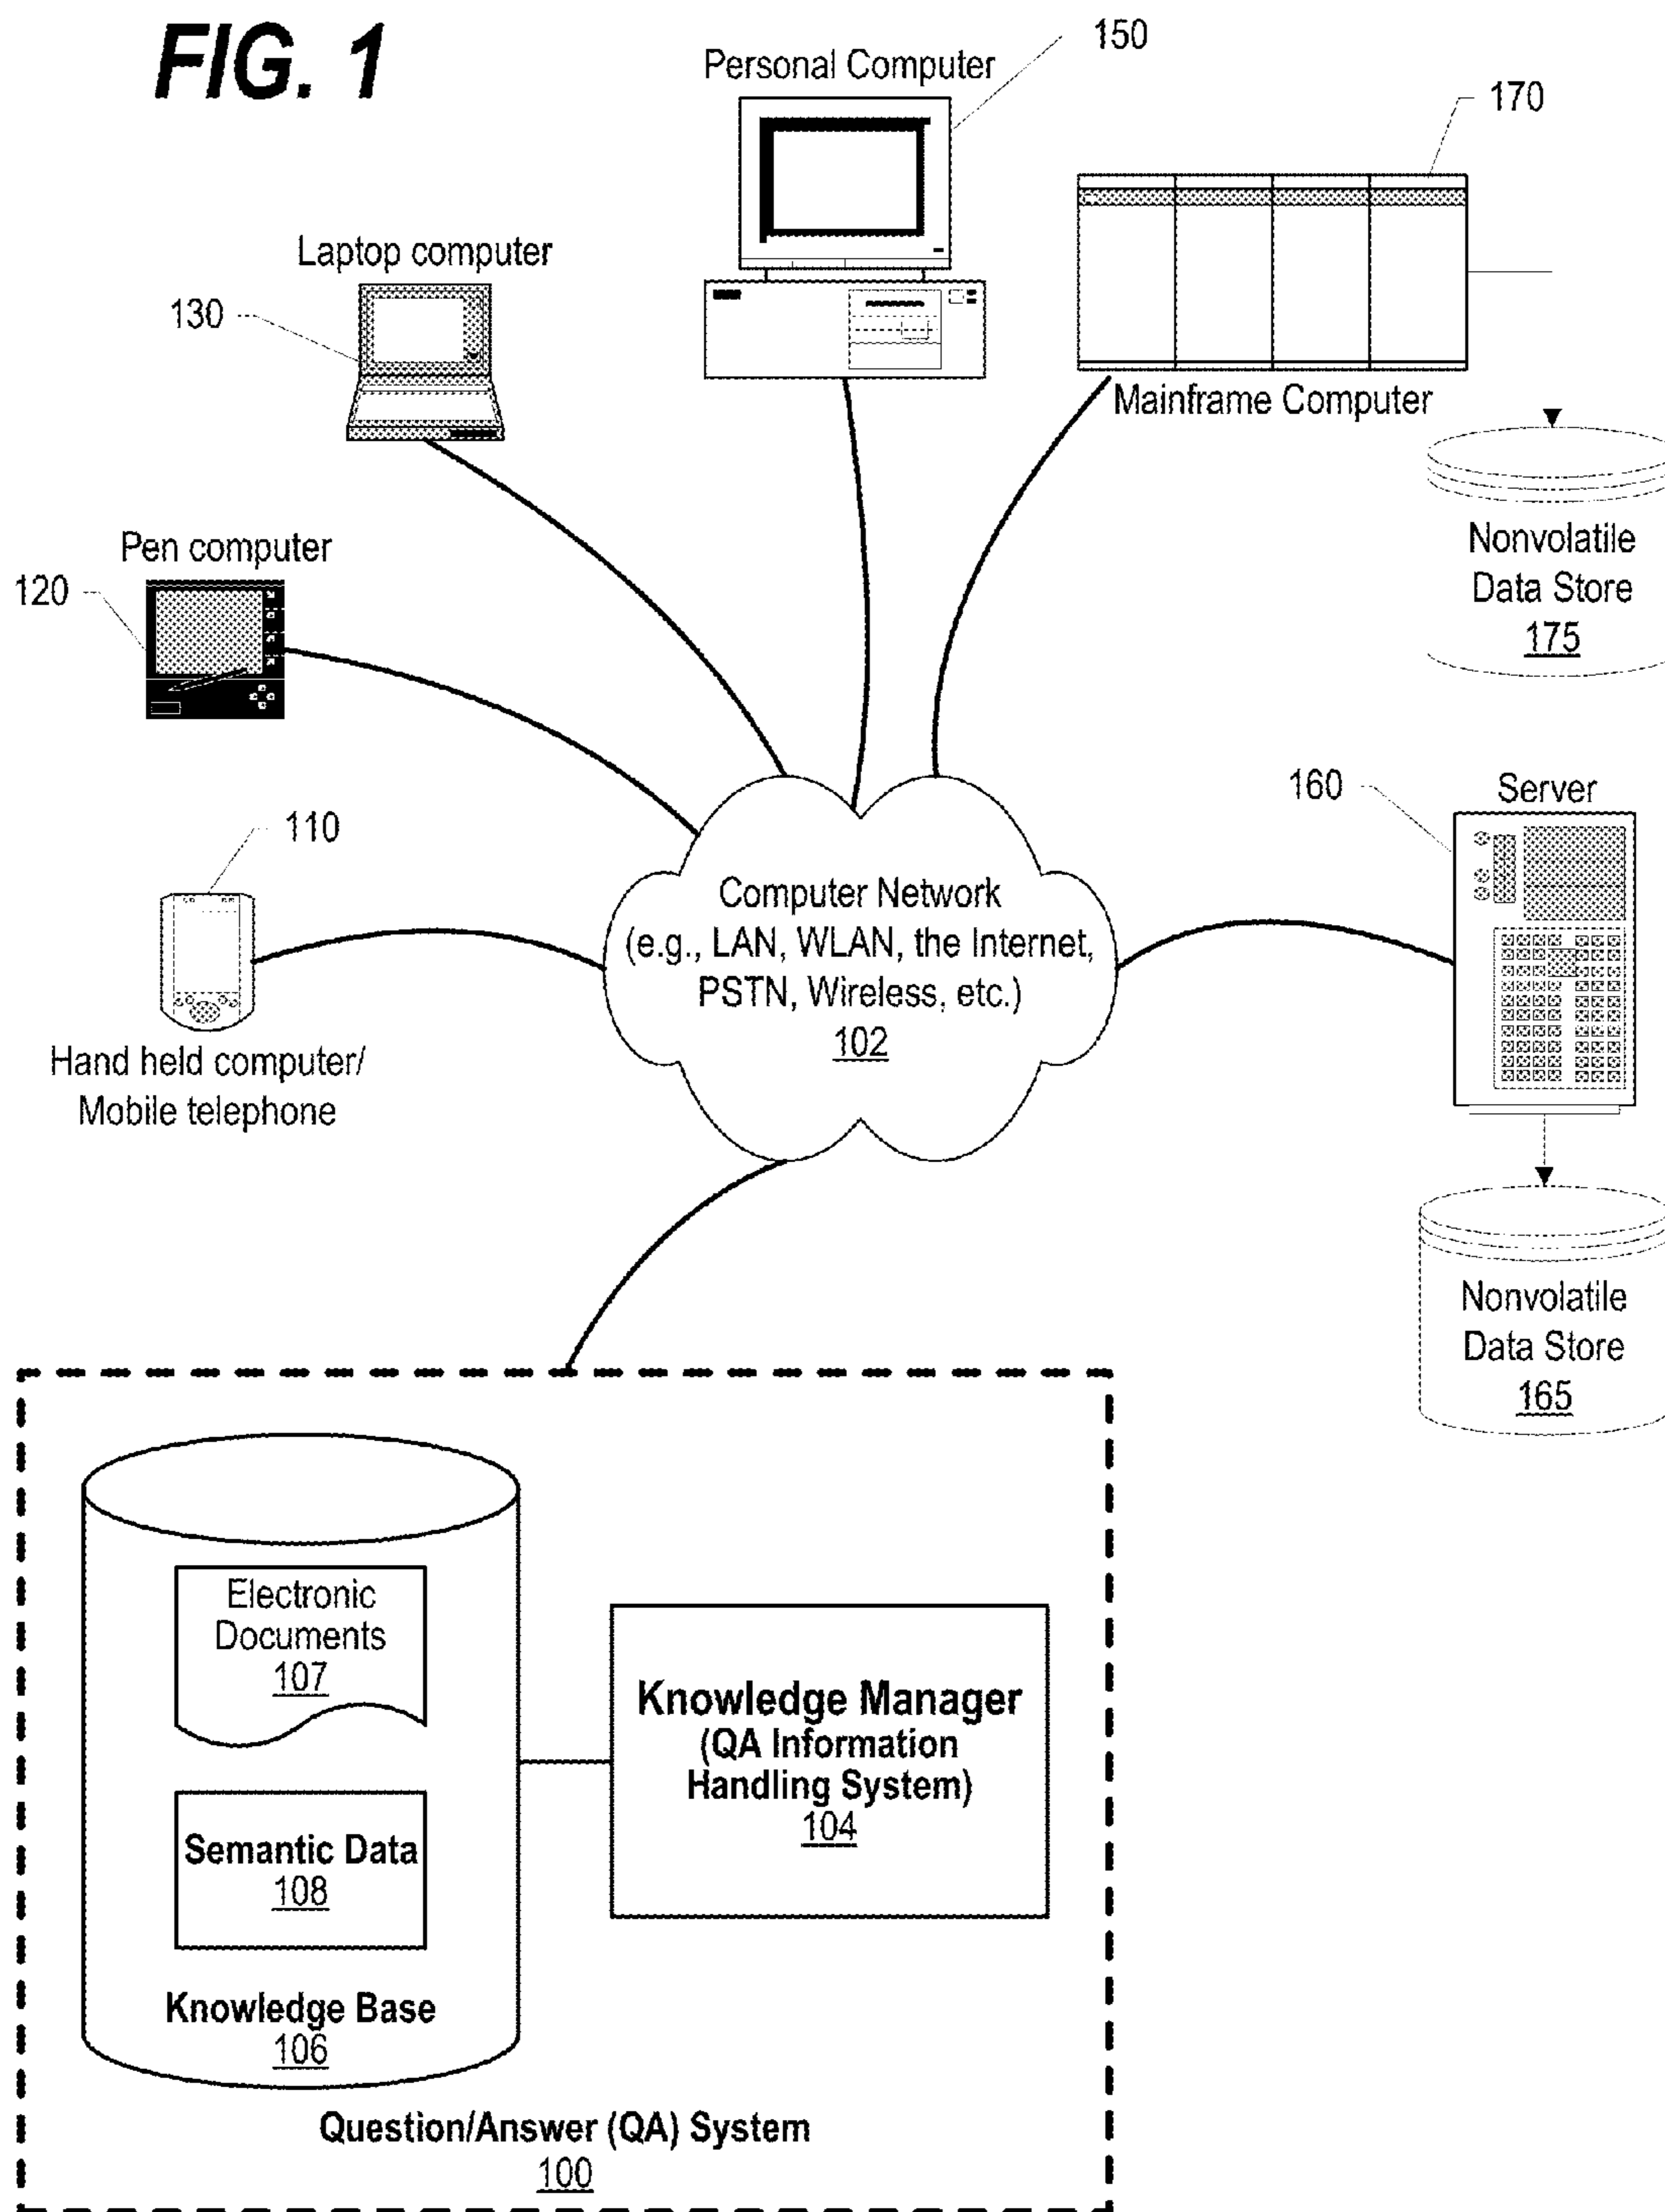 FIG. 1
150
Personal Computer
170
Laptop computer
130
Mainframe Computer
Pen computer
120
Nonvolatile
Data Store
175
110
160
Server
Computer Network
(e.g., LAN, WLAN, the Internet,
PSTN, Wireless, etc.)
102
Hand held computer/
Mobile telephone
Nonvolatile
Data Store
165
Electronic
Documents
107
Knowledge Manager
(QA Information
Handling System)
104
Semantic Data
108
Knowledge Base
106
Question/Answer (QA) System
100